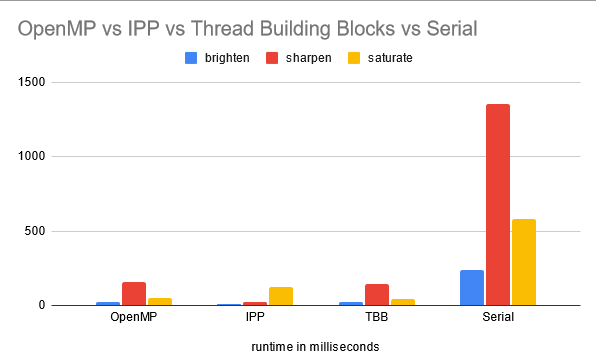 OpenMP vs IPP vs Thread Building Blocks vs Serial
brighten sharpen saturate
1500
1000
500
0
OpenMP IPP TBB Serial
runtime in milliseconds